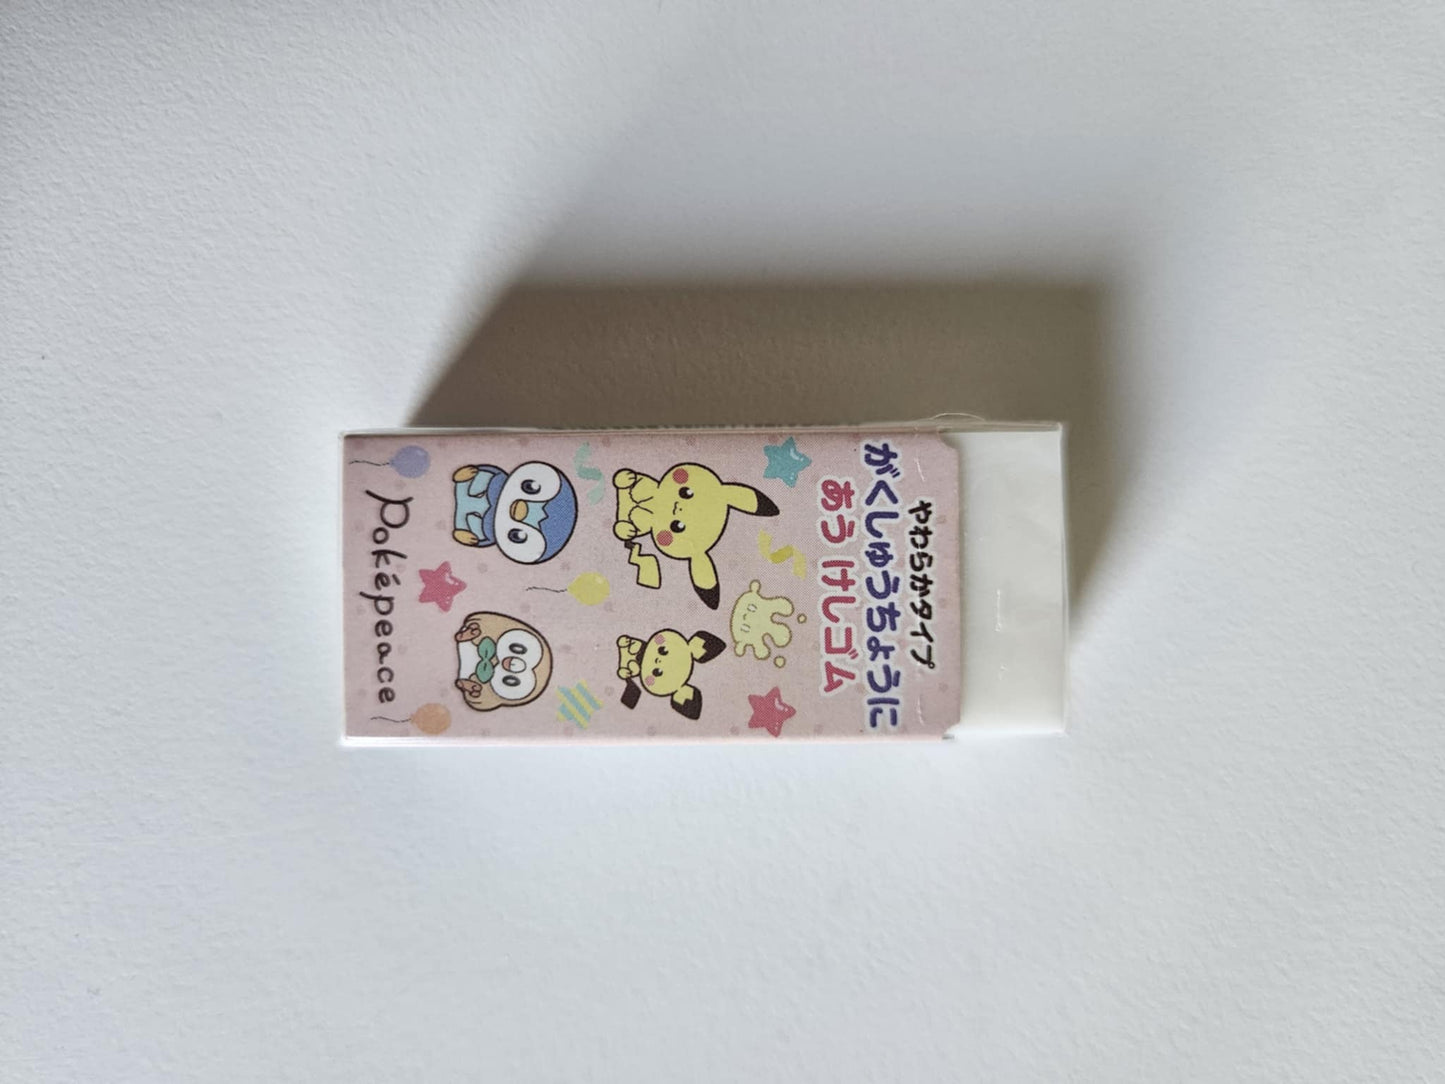 やわらかタイプ
がくしゅうちょうに
あう けしゴム
Poképeace